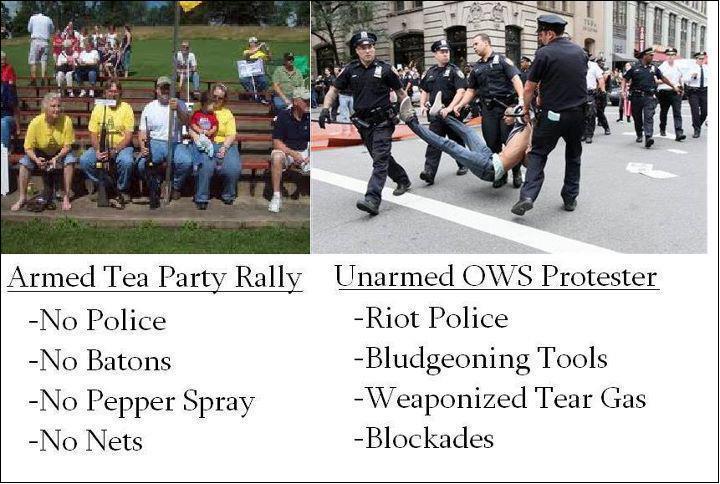 Armed Tea Party Rally
-No Police
-No Batons
-No Pepper Spray
-No Nets
Unarmed OWS Protester
-Riot Police
-Bludgeoning Tools
-Weaponized Tear Gas
-Blockades